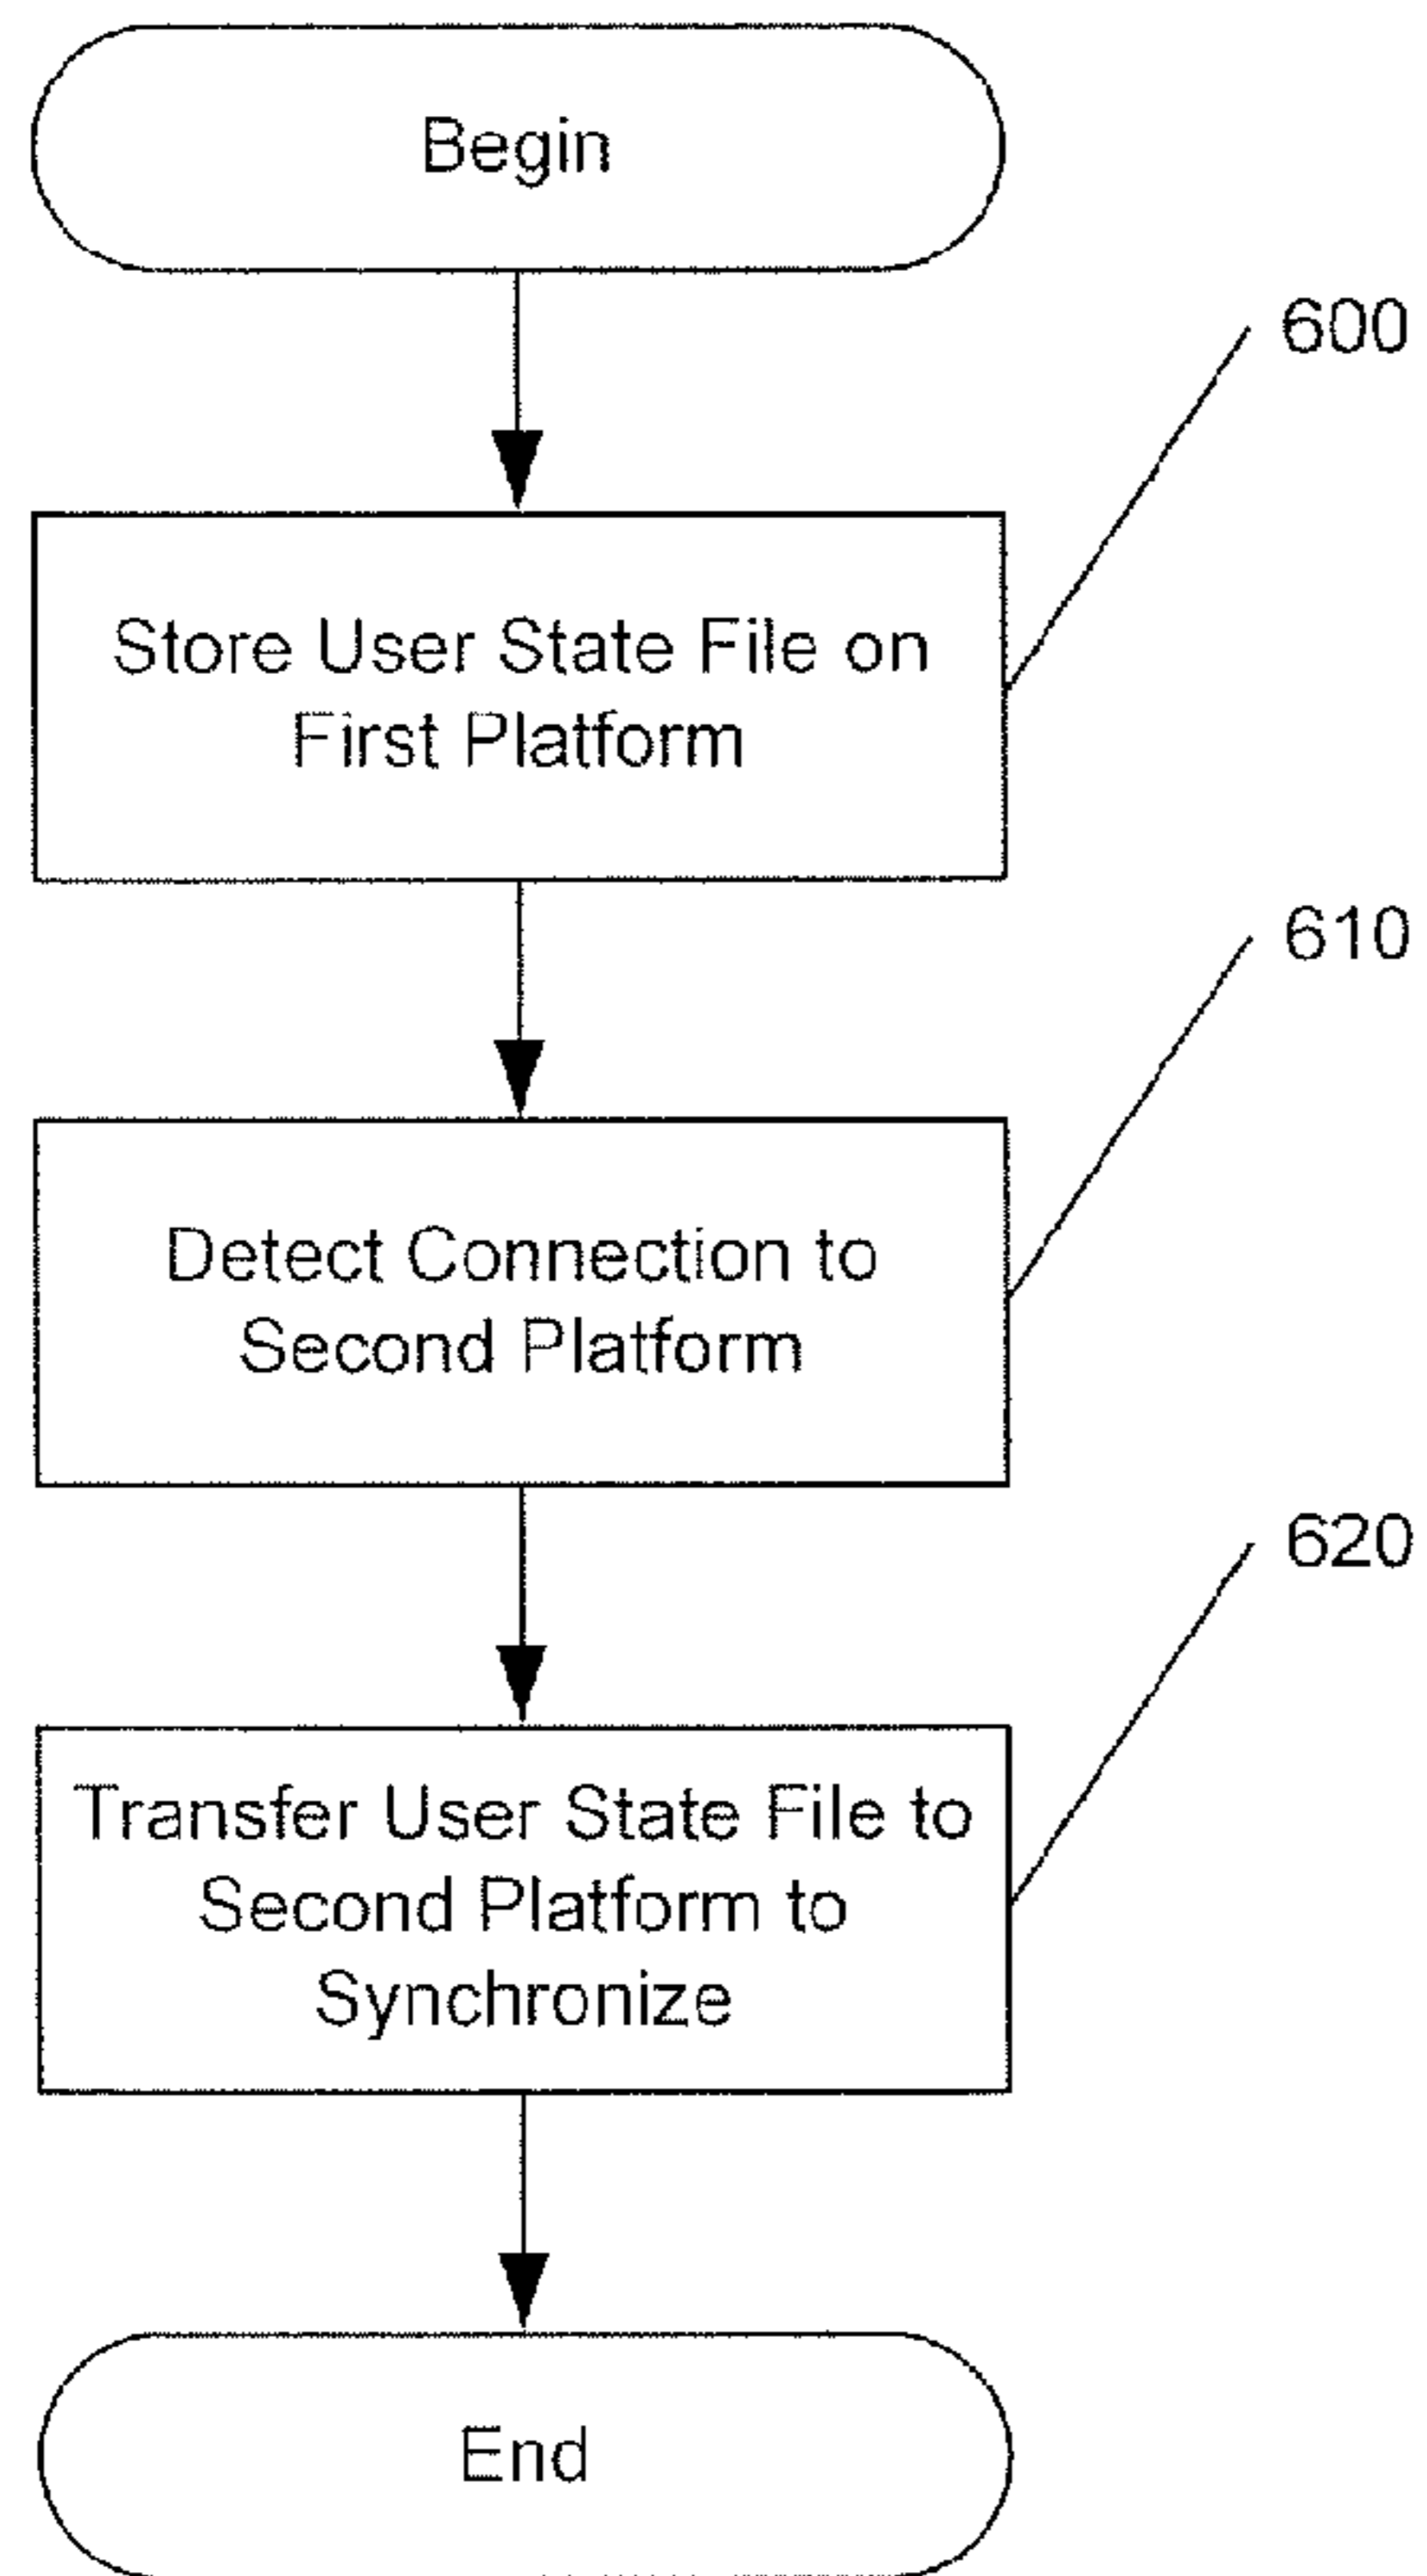 Begin
600
Store User State File on
First Platform
610
Detect Connection to
Second Platform
620
Transfer User State File to
Second Platform to
Synchronize
End